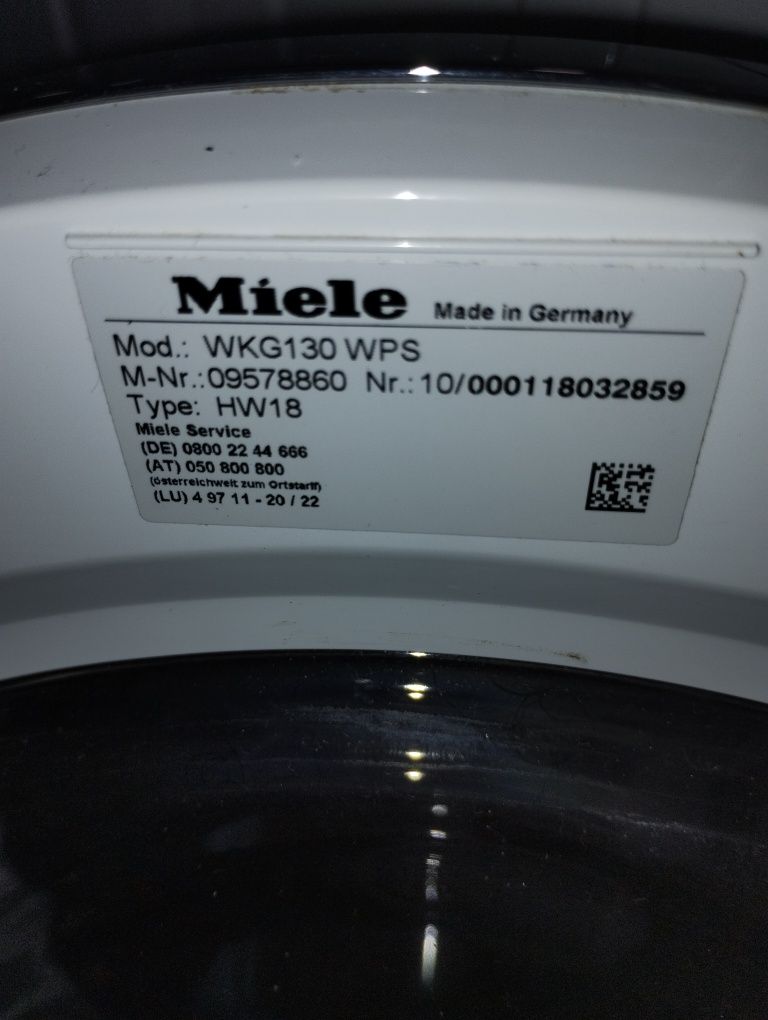 Miele Made in Germany
Mod.: WKG130 WPS
M-Nr.:09578860 Nr.: 10/000118032859
Type: HW18
Miele Service
(DE) 0800 22 44 666
(AT) 050 800 800
(österreichweit zum Ortstarif)
(LU) 4 97 11 - 20 / 22